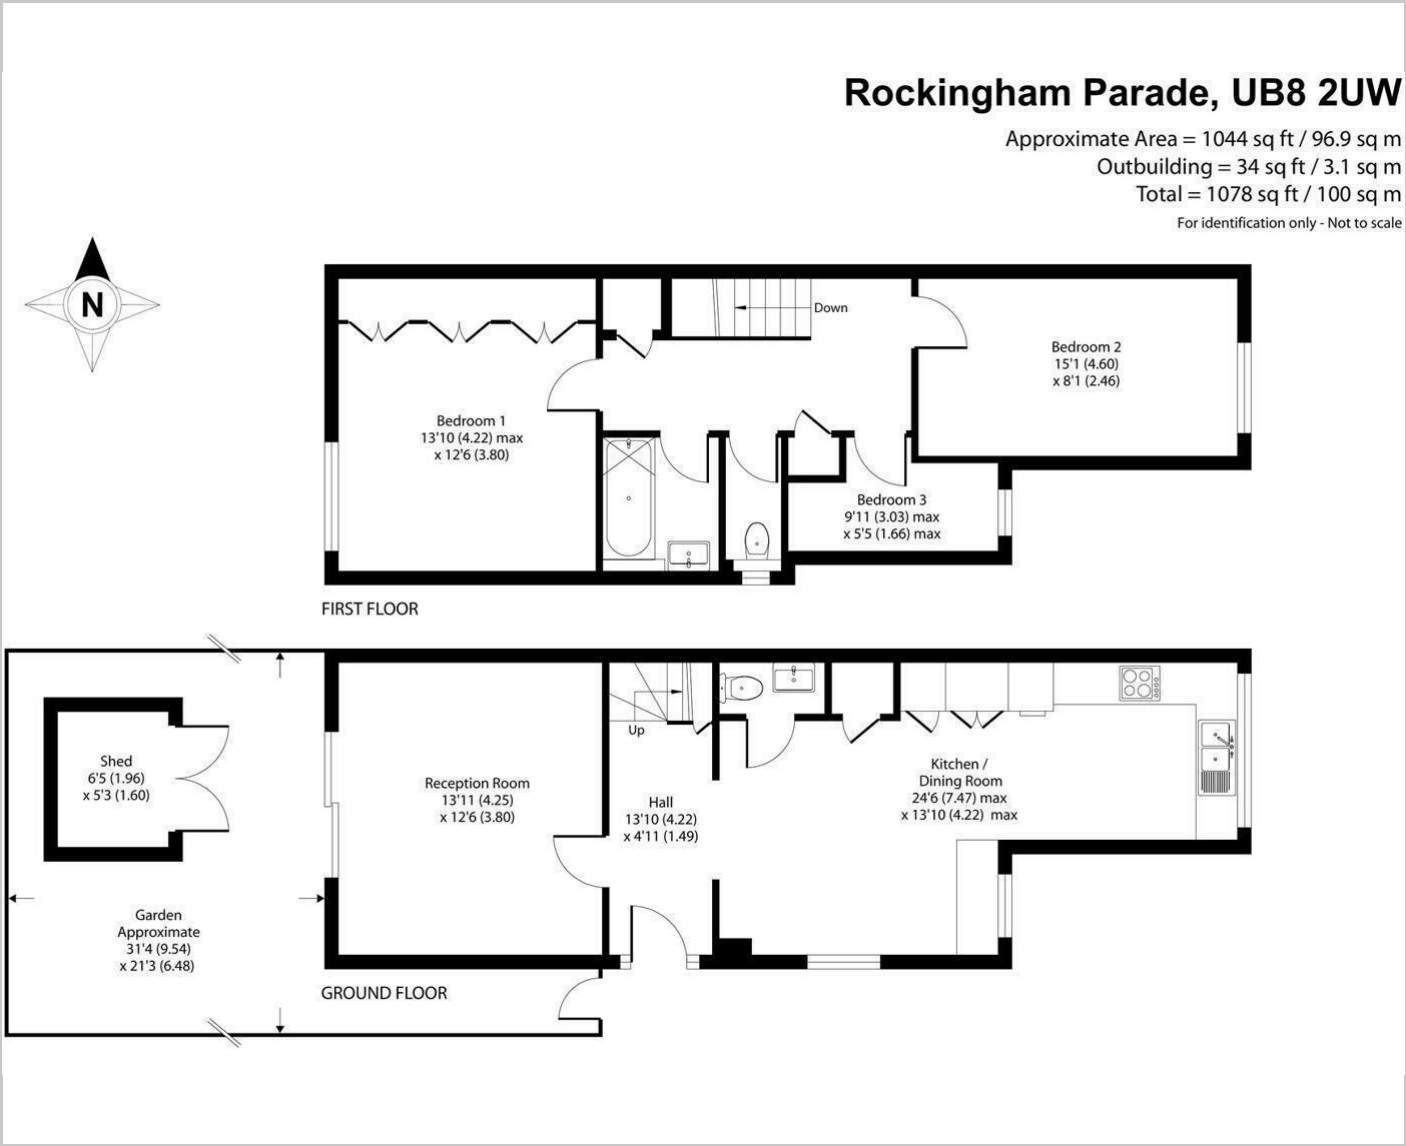 Rockingham Parade, UB8 2UW
Approximate Area = 1044 sq ft / 96.9 sq m
Outbuilding = 34 sq ft / 3.1 sq m
Total = 1078 sq ft / 100 sq m
For identification only - Not to scale
N
Down
Bedroom 2
15'1 (4.60)
x 8'1 (2.46)
Bedroom 1
13'10 (4.22) max
x 12'6 (3.80)
Bedroom 3
9'11 (3.03) max
x 5'5 (1.66) max
FIRST FLOOR
Up
Shed
6'5 (1.96)
x 5'3 (1.60)
Reception Room
13'11 (4.25)
x 12'6 (3.80)
Hall
13'10 (4.22)
x 4'11 (1.49)
Kitchen /
Dining Room
24'6 (7.47) max
x 13'10 (4.22) max
Garden
Approximate
31'4 (9.54)
x 21'3 (6.48)
GROUND FLOOR